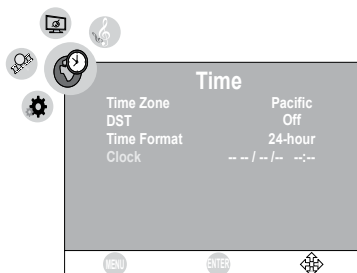 Time
Time Zone Pacific
DST Off
Time Format 24-hour
Clock -- -- / -- /-- --:--
MENU ENTER